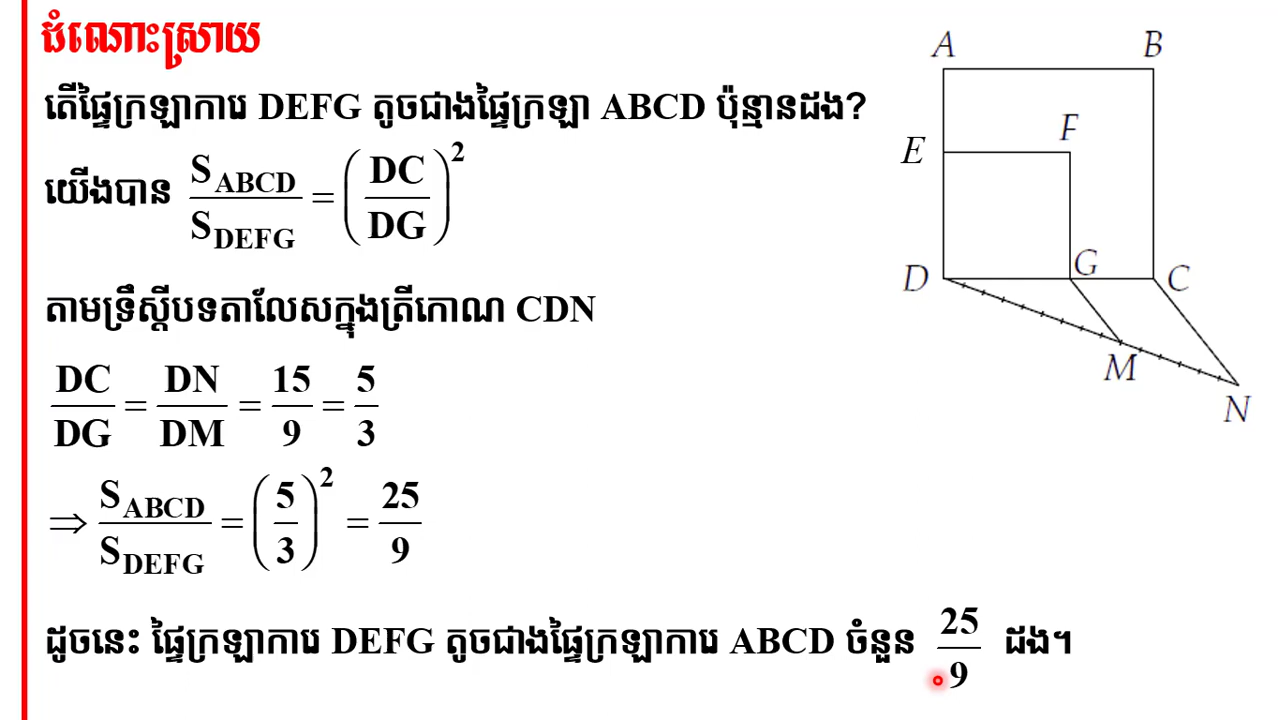 ដំណោះស្រាយ
តើផ្ទៃក្រឡាការេ DEFG តូចជាងផ្ទៃក្រឡា ABCD ប៉ុន្មានដង?
យើងបាន S_ABCD / S_DEFG = (DC / DG)^2
តាមទ្រឹស្តីបទតាលែសក្នុងត្រីកោណ CDN
DC / DG = DN / DM = 15 / 9 = 5 / 3
⇒ S_ABCD / S_DEFG = (5 / 3)^2 = 25 / 9
ដូចនេះ ផ្ទៃក្រឡាការេ DEFG តូចជាងផ្ទៃក្រឡាការេ ABCD ចំនួន 25 / 9 ដង។
A B
F
E
G
D C
M
N